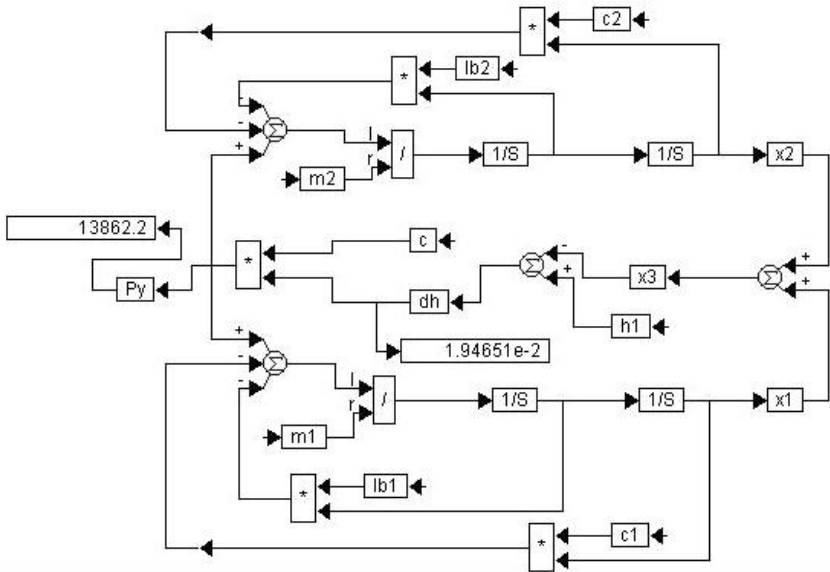 * c2
* lb2
-
-
+
Σ
l
r
/
1/S
1/S
x2
m2
13862.2
Py
*
c
dh
-
+
Σ
x3
+
+
Σ
h1
1.94651e-2
+
-
-
Σ
l
r
/
1/S
1/S
x1
m1
* lb1
* c1